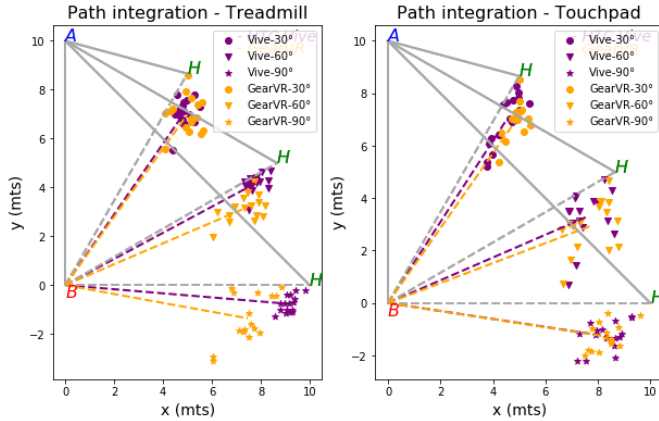 Path integration - Treadmill
Path integration - Touchpad
A
H
H
H
B
Vive-30°
Vive-60°
Vive-90°
GearVR-30°
GearVR-60°
GearVR-90°
10
8
6
4
2
0
−2
0
2
4
6
8
10
x (mts)
y (mts)
A
H
H
H
B
Vive-30°
Vive-60°
Vive-90°
GearVR-30°
GearVR-60°
GearVR-90°
10
8
6
4
2
0
−2
0
2
4
6
8
10
x (mts)
y (mts)